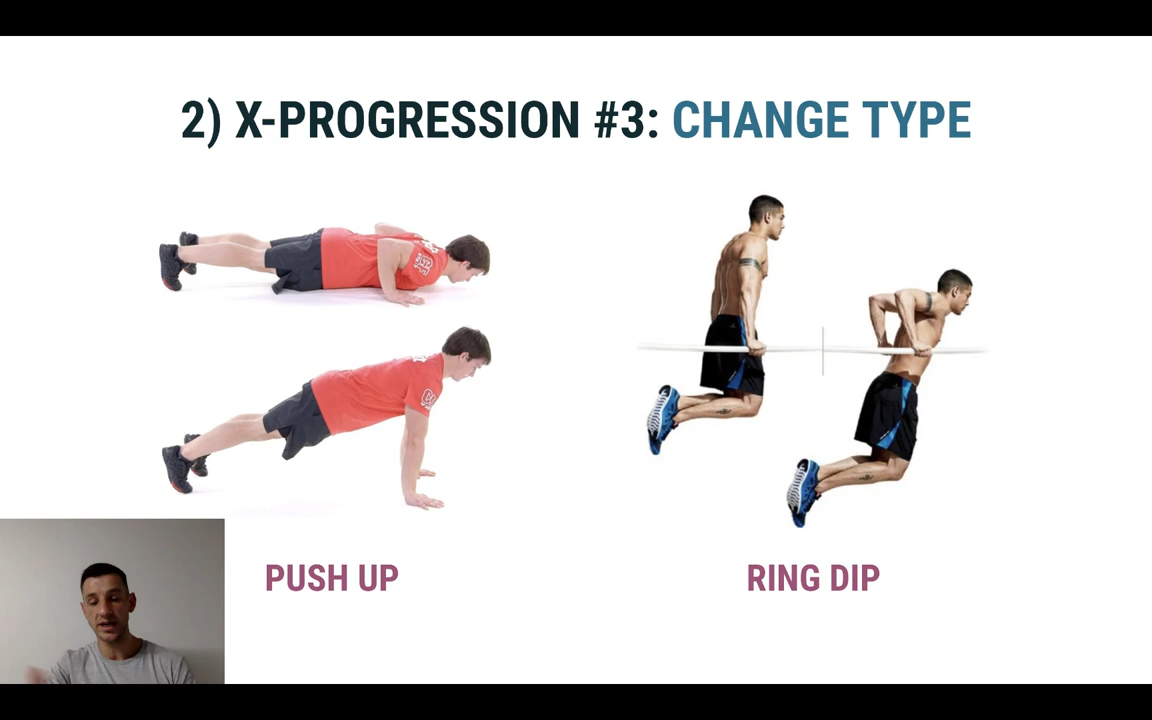 2) X-PROGRESSION #3: CHANGE TYPE
PUSH UP
RING DIP